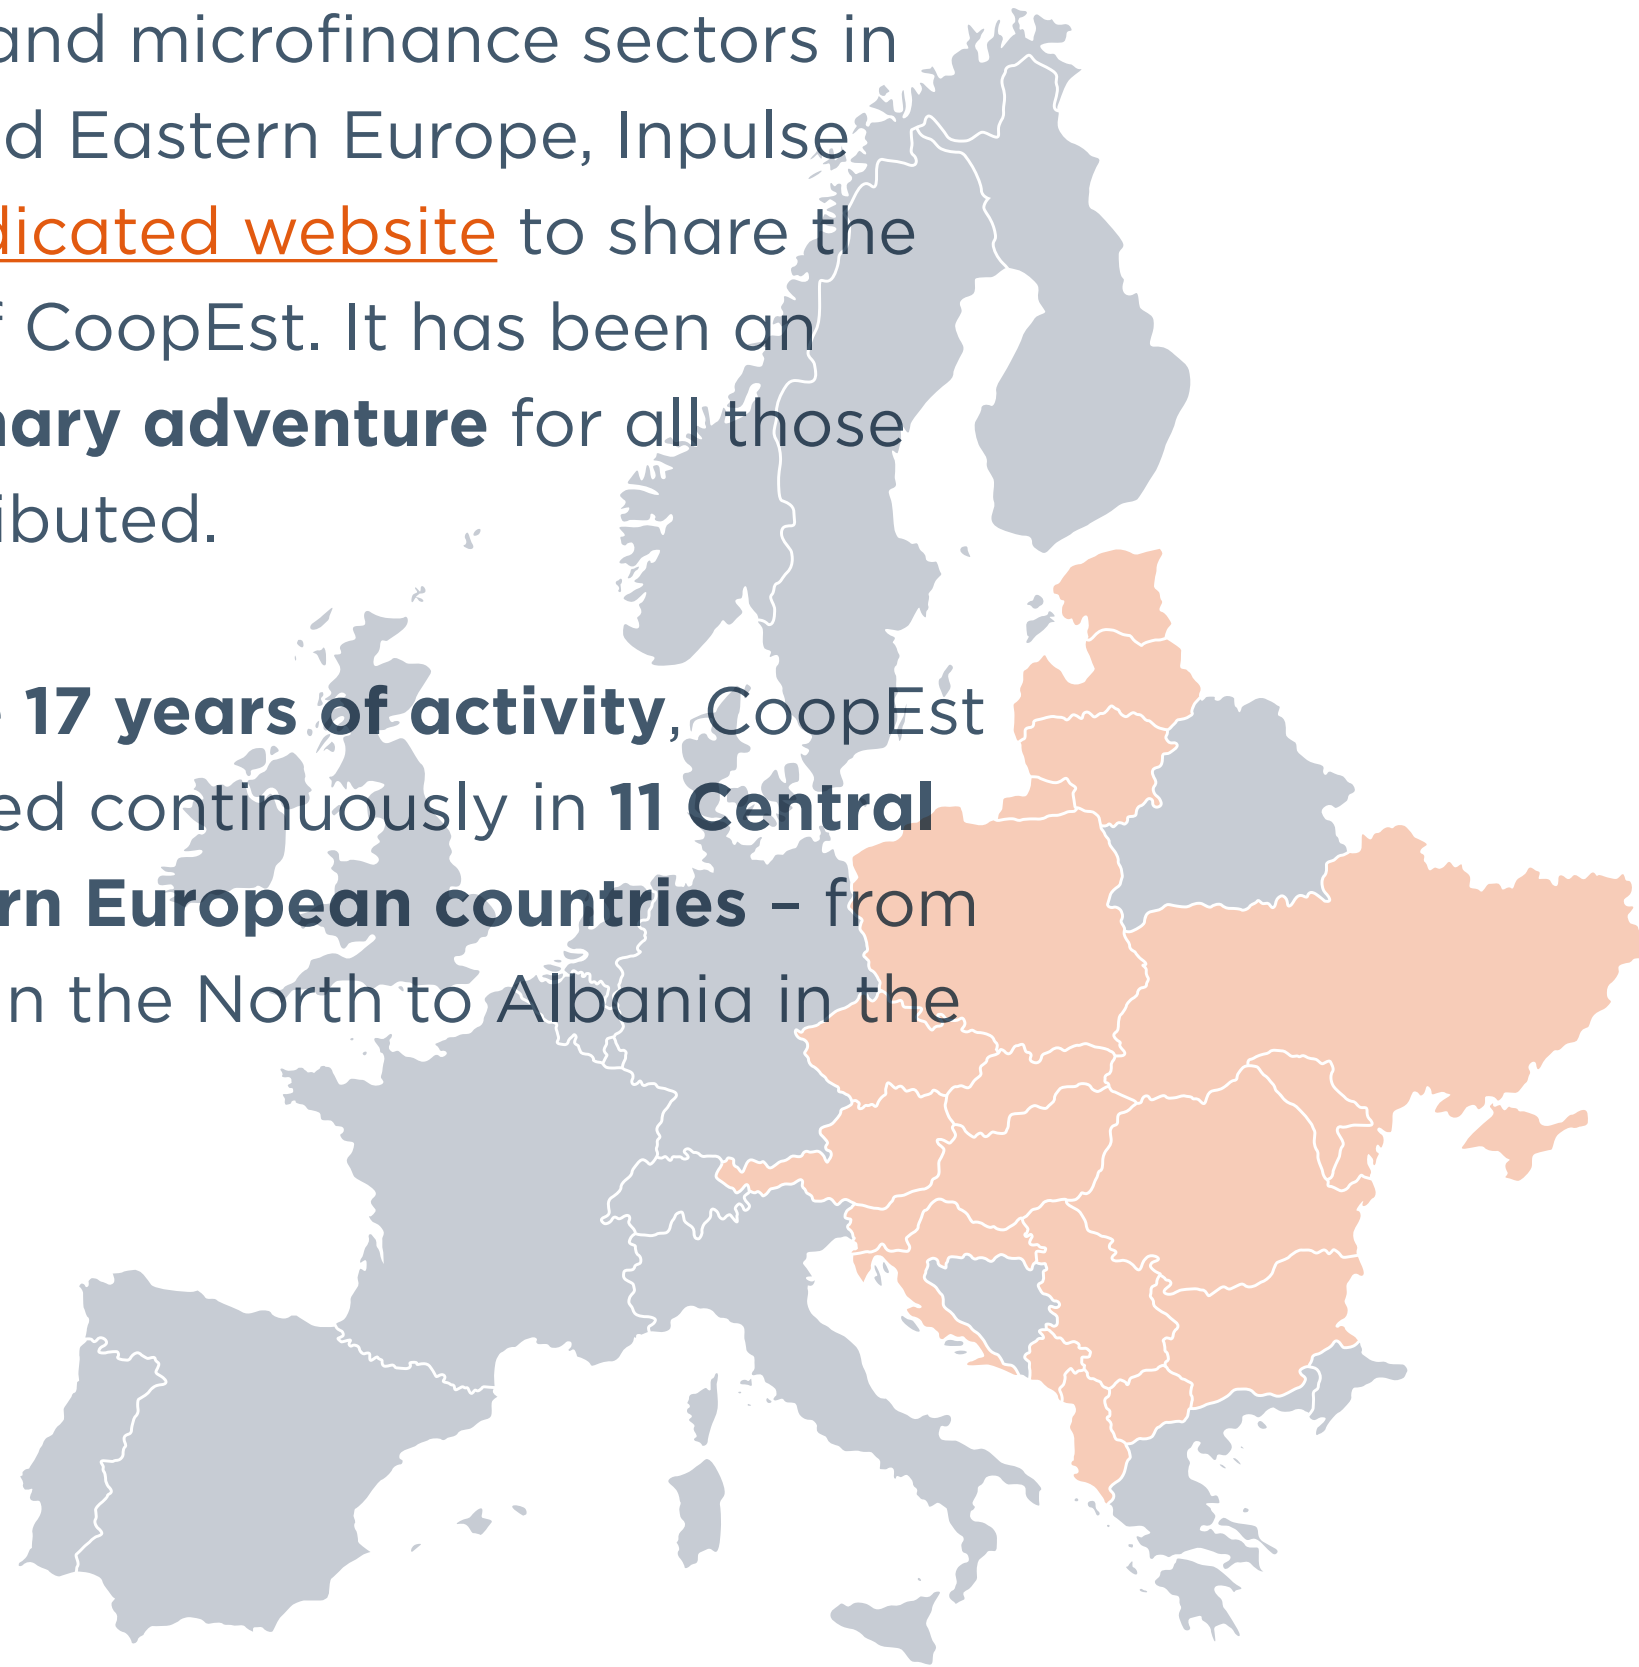 and microfinance sectors in
d Eastern Europe, Inpulse
dicated website to share the
f CoopEst. It has been an
nary adventure for all those
ibuted.
e 17 years of activity, CoopEst
ed continuously in 11 Central
rn European countries – from
n the North to Albania in the